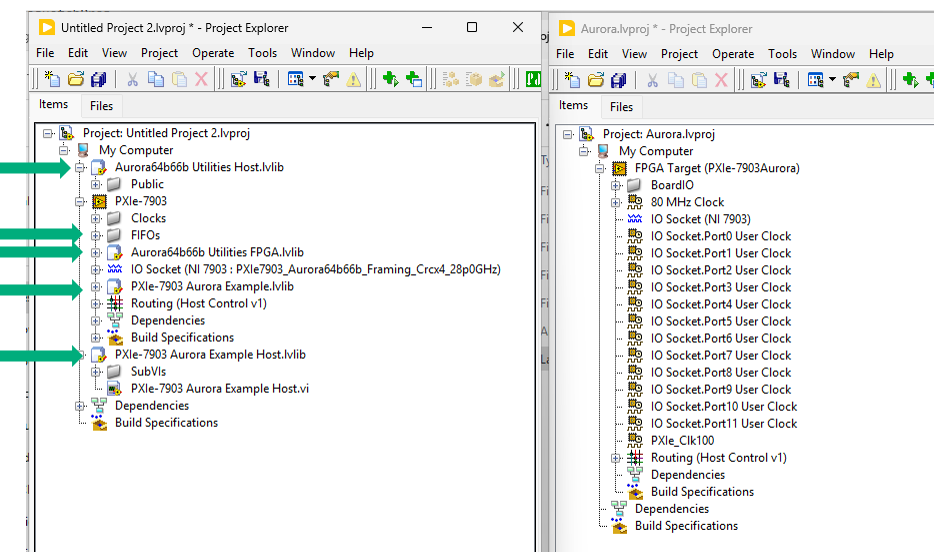 Untitled Project 2.lvproj * - Project Explorer
File Edit View Project Operate Tools Window Help
Items Files
Project: Untitled Project 2.lvproj
My Computer
Aurora64b66b Utilities Host.lvlib
Public
PXIe-7903
Clocks
FIFOs
Aurora64b66b Utilities FPGA.lvlib
IO Socket (NI 7903 : PXIe7903_Aurora64b66b_Framing_Crcx4_28p0GHz)
PXIe-7903 Aurora Example.lvlib
Routing (Host Control v1)
Dependencies
Build Specifications
PXIe-7903 Aurora Example Host.lvlib
SubVIs
PXIe-7903 Aurora Example Host.vi
Dependencies
Build Specifications
Aurora.lvproj * - Project Explorer
File Edit View Project Operate Tools Window Help
Items Files
Project: Aurora.lvproj
My Computer
FPGA Target (PXIe-7903Aurora)
BoardIO
80 MHz Clock
IO Socket (NI 7903)
IO Socket.Port0 User Clock
IO Socket.Port1 User Clock
IO Socket.Port2 User Clock
IO Socket.Port3 User Clock
IO Socket.Port4 User Clock
IO Socket.Port5 User Clock
IO Socket.Port6 User Clock
IO Socket.Port7 User Clock
IO Socket.Port8 User Clock
IO Socket.Port9 User Clock
IO Socket.Port10 User Clock
IO Socket.Port11 User Clock
PXIe_Clk100
Routing (Host Control v1)
Dependencies
Build Specifications
Dependencies
Build Specifications